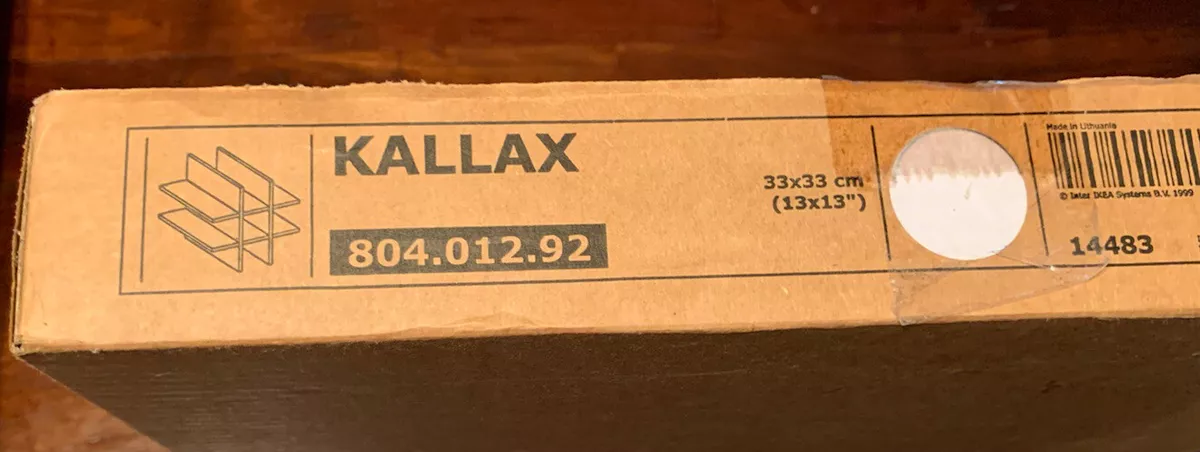 KALLAX
804.012.92
33x33 cm
(13x13")
Made in Lithuania
© Inter IKEA Systems B.V. 1999
14483